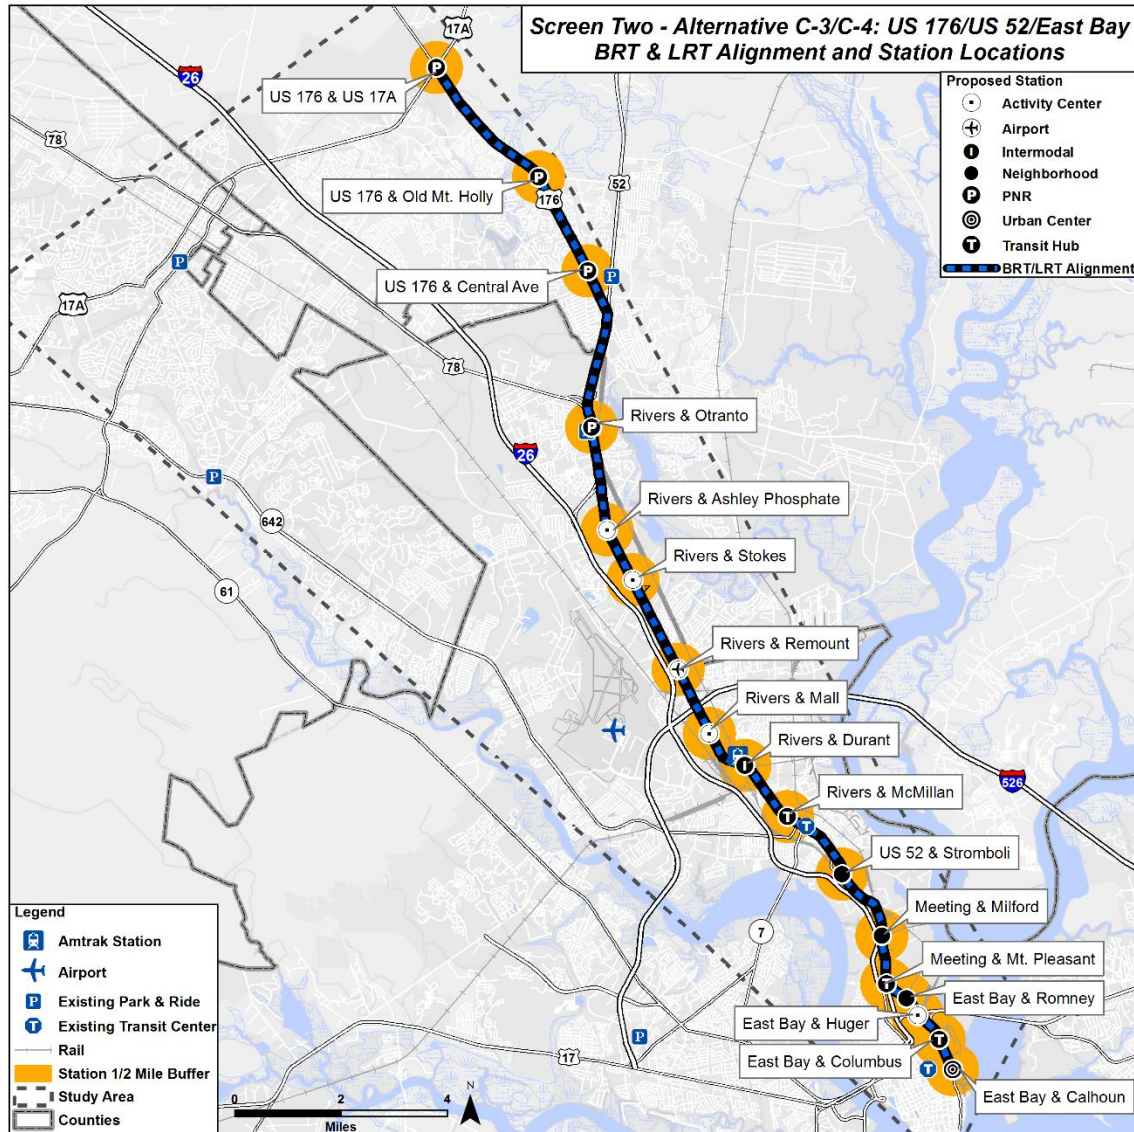 Screen Two - Alternative C-3/C-4: US 176/US 52/East Bay
BRT & LRT Alignment and Station Locations
Proposed Station
Activity Center
Airport
Intermodal
Neighborhood
P PNR
Urban Center
T Transit Hub
BRT/LRT Alignment
17A
26
US 176 & US 17A
78
52
US 176 & Old Mt. Holly
176
P
US 176 & Central Ave
P
17A
78
Rivers & Otranto
26
P
Rivers & Ashley Phosphate
642
Rivers & Stokes
61
Rivers & Remount
Rivers & Mall
Rivers & Durant
526
Rivers & McMillan
T
US 52 & Stromboli
Meeting & Milford
7
Meeting & Mt. Pleasant
East Bay & Romney
East Bay & Huger
East Bay & Columbus
East Bay & Calhoun
P
17
T
Legend
Amtrak Station
Airport
P Existing Park & Ride
T Existing Transit Center
Rail
Station 1/2 Mile Buffer
Study Area
Counties
0 2 4
Miles
N